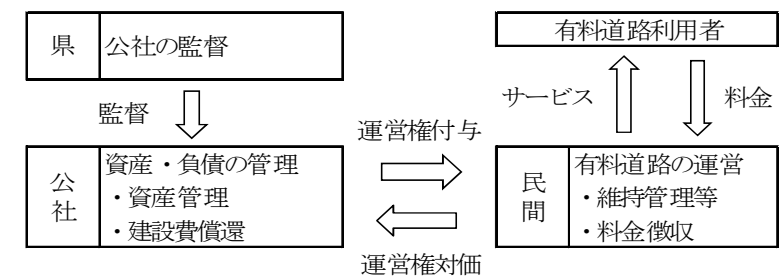 県
公社の監督
有料道路利用者
監督
サービス
料金
運営権付与
公社
資産・負債の管理
・資産管理
・建設費償還
民間
有料道路の運営
・維持管理等
・料金徴収
運営権対価